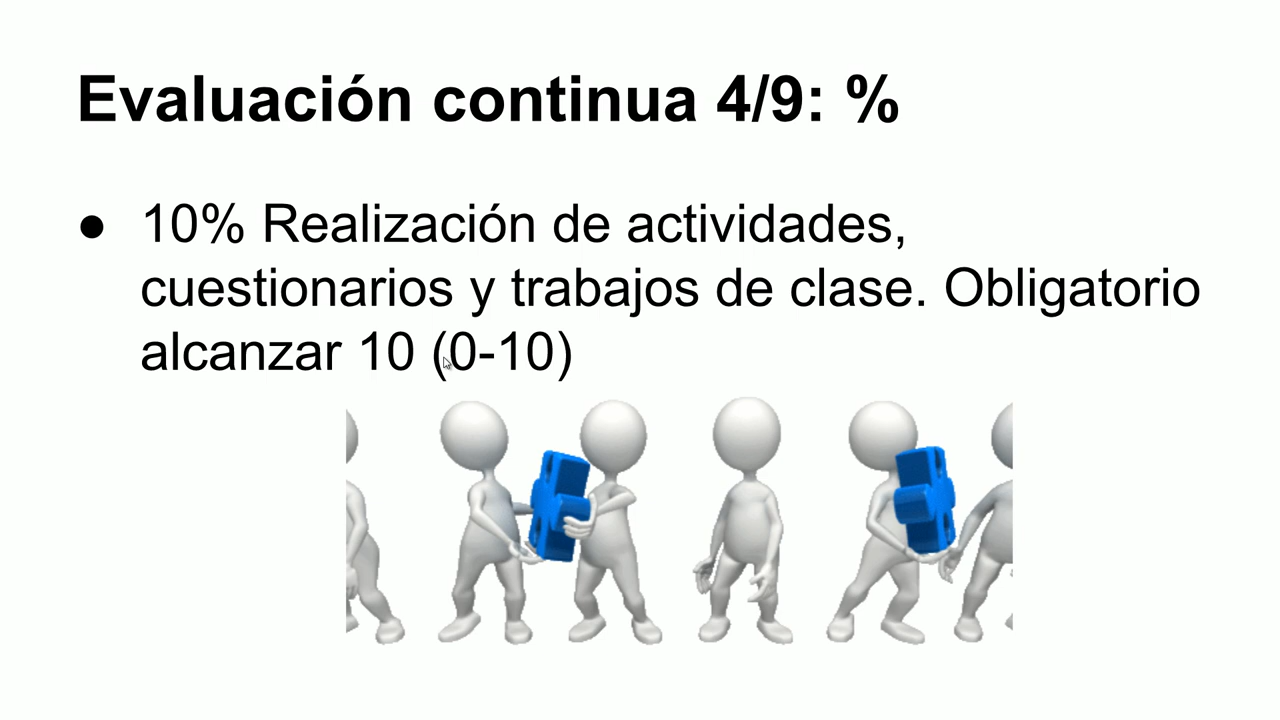 Evaluación continua 4/9: %
● 10% Realización de actividades,
cuestionarios y trabajos de clase. Obligatorio
alcanzar 10 (0-10)